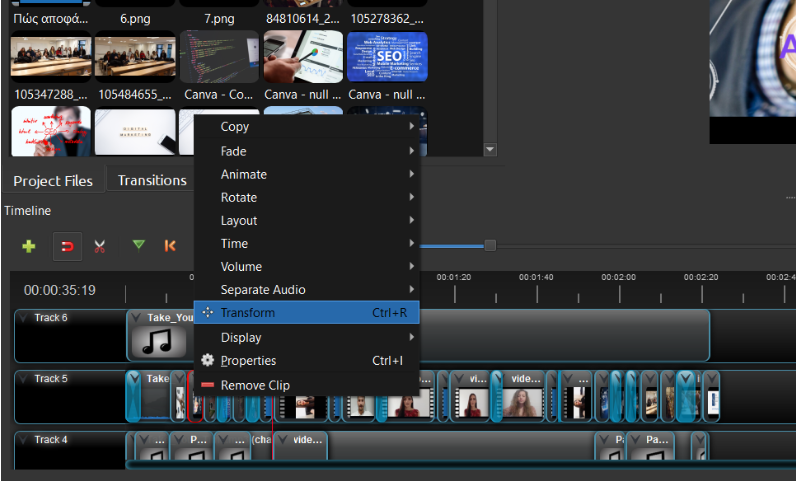 Πώς αποφά...
6.png
7.png
84810614_2...
105278362_...
SEO
105347288_...
105484655_...
Canva - Co...
Canva - null ...
Canva - null ...
DIGITAL
MARKETING
Copy
Fade
Animate
Rotate
Layout
Time
Volume
Separate Audio
Transform Ctrl+R
Display
Properties Ctrl+I
Remove Clip
Project Files
Transitions
Timeline
00:00:35:19
00:01:20
00:01:40
00:02:00
00:02:20
00:02:4
Track 6
Take_You
Track 5
Take
...
vi...
vide...
...
Track 4
...
P...
...
(cha
vide...
Pa
Pa...